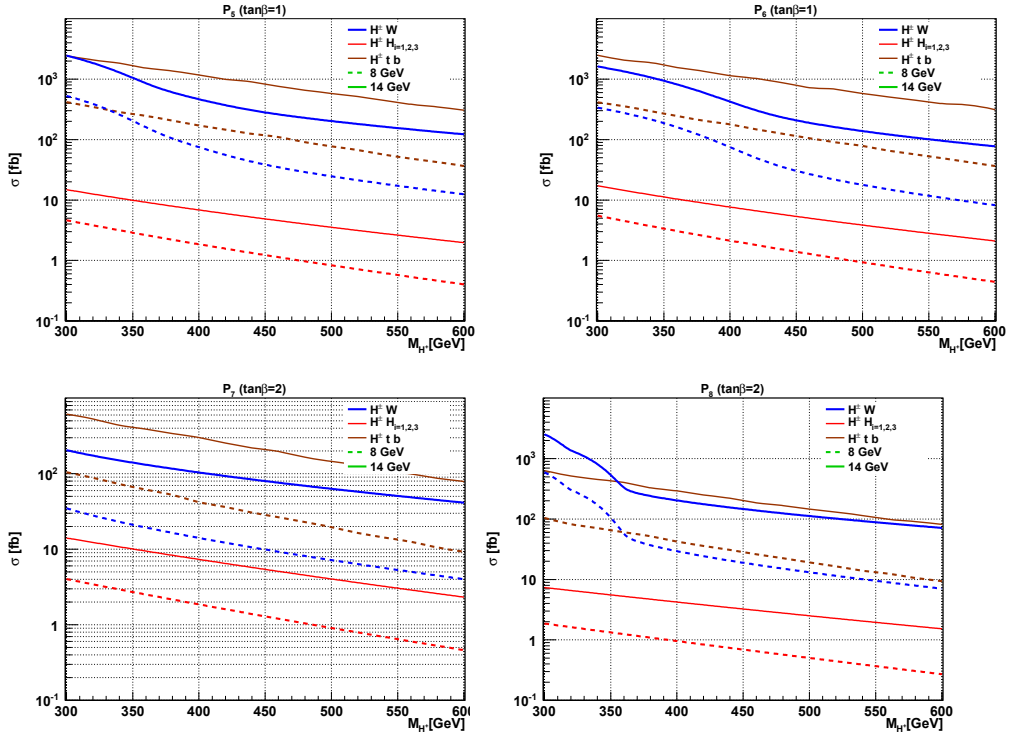 P₅ (tanβ=1)
H± W
H± Hᵢ₌₁,₂,₃
H± t b
8 GeV
14 GeV
σ [fb]
10³
10²
10
1
10⁻¹
300 350 400 450 500 550 600
M_H⁺[GeV]
P₆ (tanβ=1)
H± W
H± Hᵢ₌₁,₂,₃
H± t b
8 GeV
14 GeV
σ [fb]
10³
10²
10
1
10⁻¹
300 350 400 450 500 550 600
M_H⁺[GeV]
P₇ (tanβ=2)
H± W
H± Hᵢ₌₁,₂,₃
H± t b
8 GeV
14 GeV
σ [fb]
10²
10
1
10⁻¹
300 350 400 450 500 550 600
M_H⁺[GeV]
P₈ (tanβ=2)
H± W
H± Hᵢ₌₁,₂,₃
H± t b
8 GeV
14 GeV
σ [fb]
10³
10²
10
1
10⁻¹
300 350 400 450 500 550 600
M_H⁺[GeV]